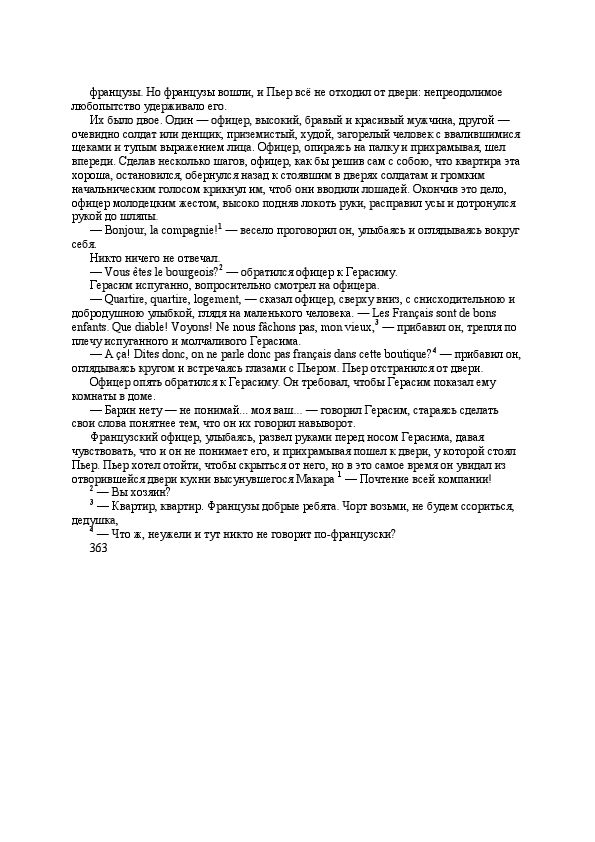 французы. Но французы вошли, и Пьер всё не отходил от двери: непреодолимое
любопытство удерживало его.
Их было двое. Один — офицер, высокий, бравый и красивый мужчина, другой —
очевидно солдат или денщик, приземистый, худой, загорелый человек с ввалившимися
щеками и тупым выражением лица. Офицер, опираясь на палку и прихрамывая, шел
впереди. Сделав несколько шагов, офицер, как бы решив сам с собою, что квартира эта
хороша, остановился, обернулся назад к стоявшим в дверях солдатам и громким
начальническим голосом крикнул им, чтоб они вводили лошадей. Окончив это дело,
офицер молодецким жестом, высоко подняв локоть руки, расправил усы и дотронулся
рукой до шляпы.
— Bonjour, la compagnie!¹ — весело проговорил он, улыбаясь и оглядываясь вокруг
себя.
Никто ничего не отвечал.
— Vous êtes le bourgeois?² — обратился офицер к Герасиму.
Герасим испуганно, вопросительно смотрел на офицера.
— Quartire, quartire, logement, — сказал офицер, сверху вниз, с снисходительною и
добродушною улыбкой, глядя на маленького человека. — Les Français sont de bons
enfants. Que diable! Voyons! Ne nous fâchons pas, mon vieux,³ — прибавил он, трепля по
плечу испуганного и молчаливого Герасима.
— A ça! Dites donc, on ne parle donc pas français dans cette boutique?⁴ — прибавил он,
оглядываясь кругом и встречаясь глазами с Пьером. Пьер отстранился от двери.
Офицер опять обратился к Герасиму. Он требовал, чтобы Герасим показал ему
комнаты в доме.
— Барин нету — не понимай... моя ваш... — говорил Герасим, стараясь сделать
свои слова понятнее тем, что он их говорил навыворот.
Французский офицер, улыбаясь, развел руками перед носом Герасима, давая
чувствовать, что и он не понимает его, и прихрамывая пошел к двери, у которой стоял
Пьер. Пьер хотел отойти, чтобы скрыться от него, но в это самое время он увидал из
отворившейся двери кухни высунувшегося Макара ¹ — Почтение всей компании!
² — Вы хозяин?
³ — Квартир, квартир. Французы добрые ребята. Чорт возьми, не будем ссориться,
дедушка,
⁴ — Что ж, неужели и тут никто не говорит по-французски?
363